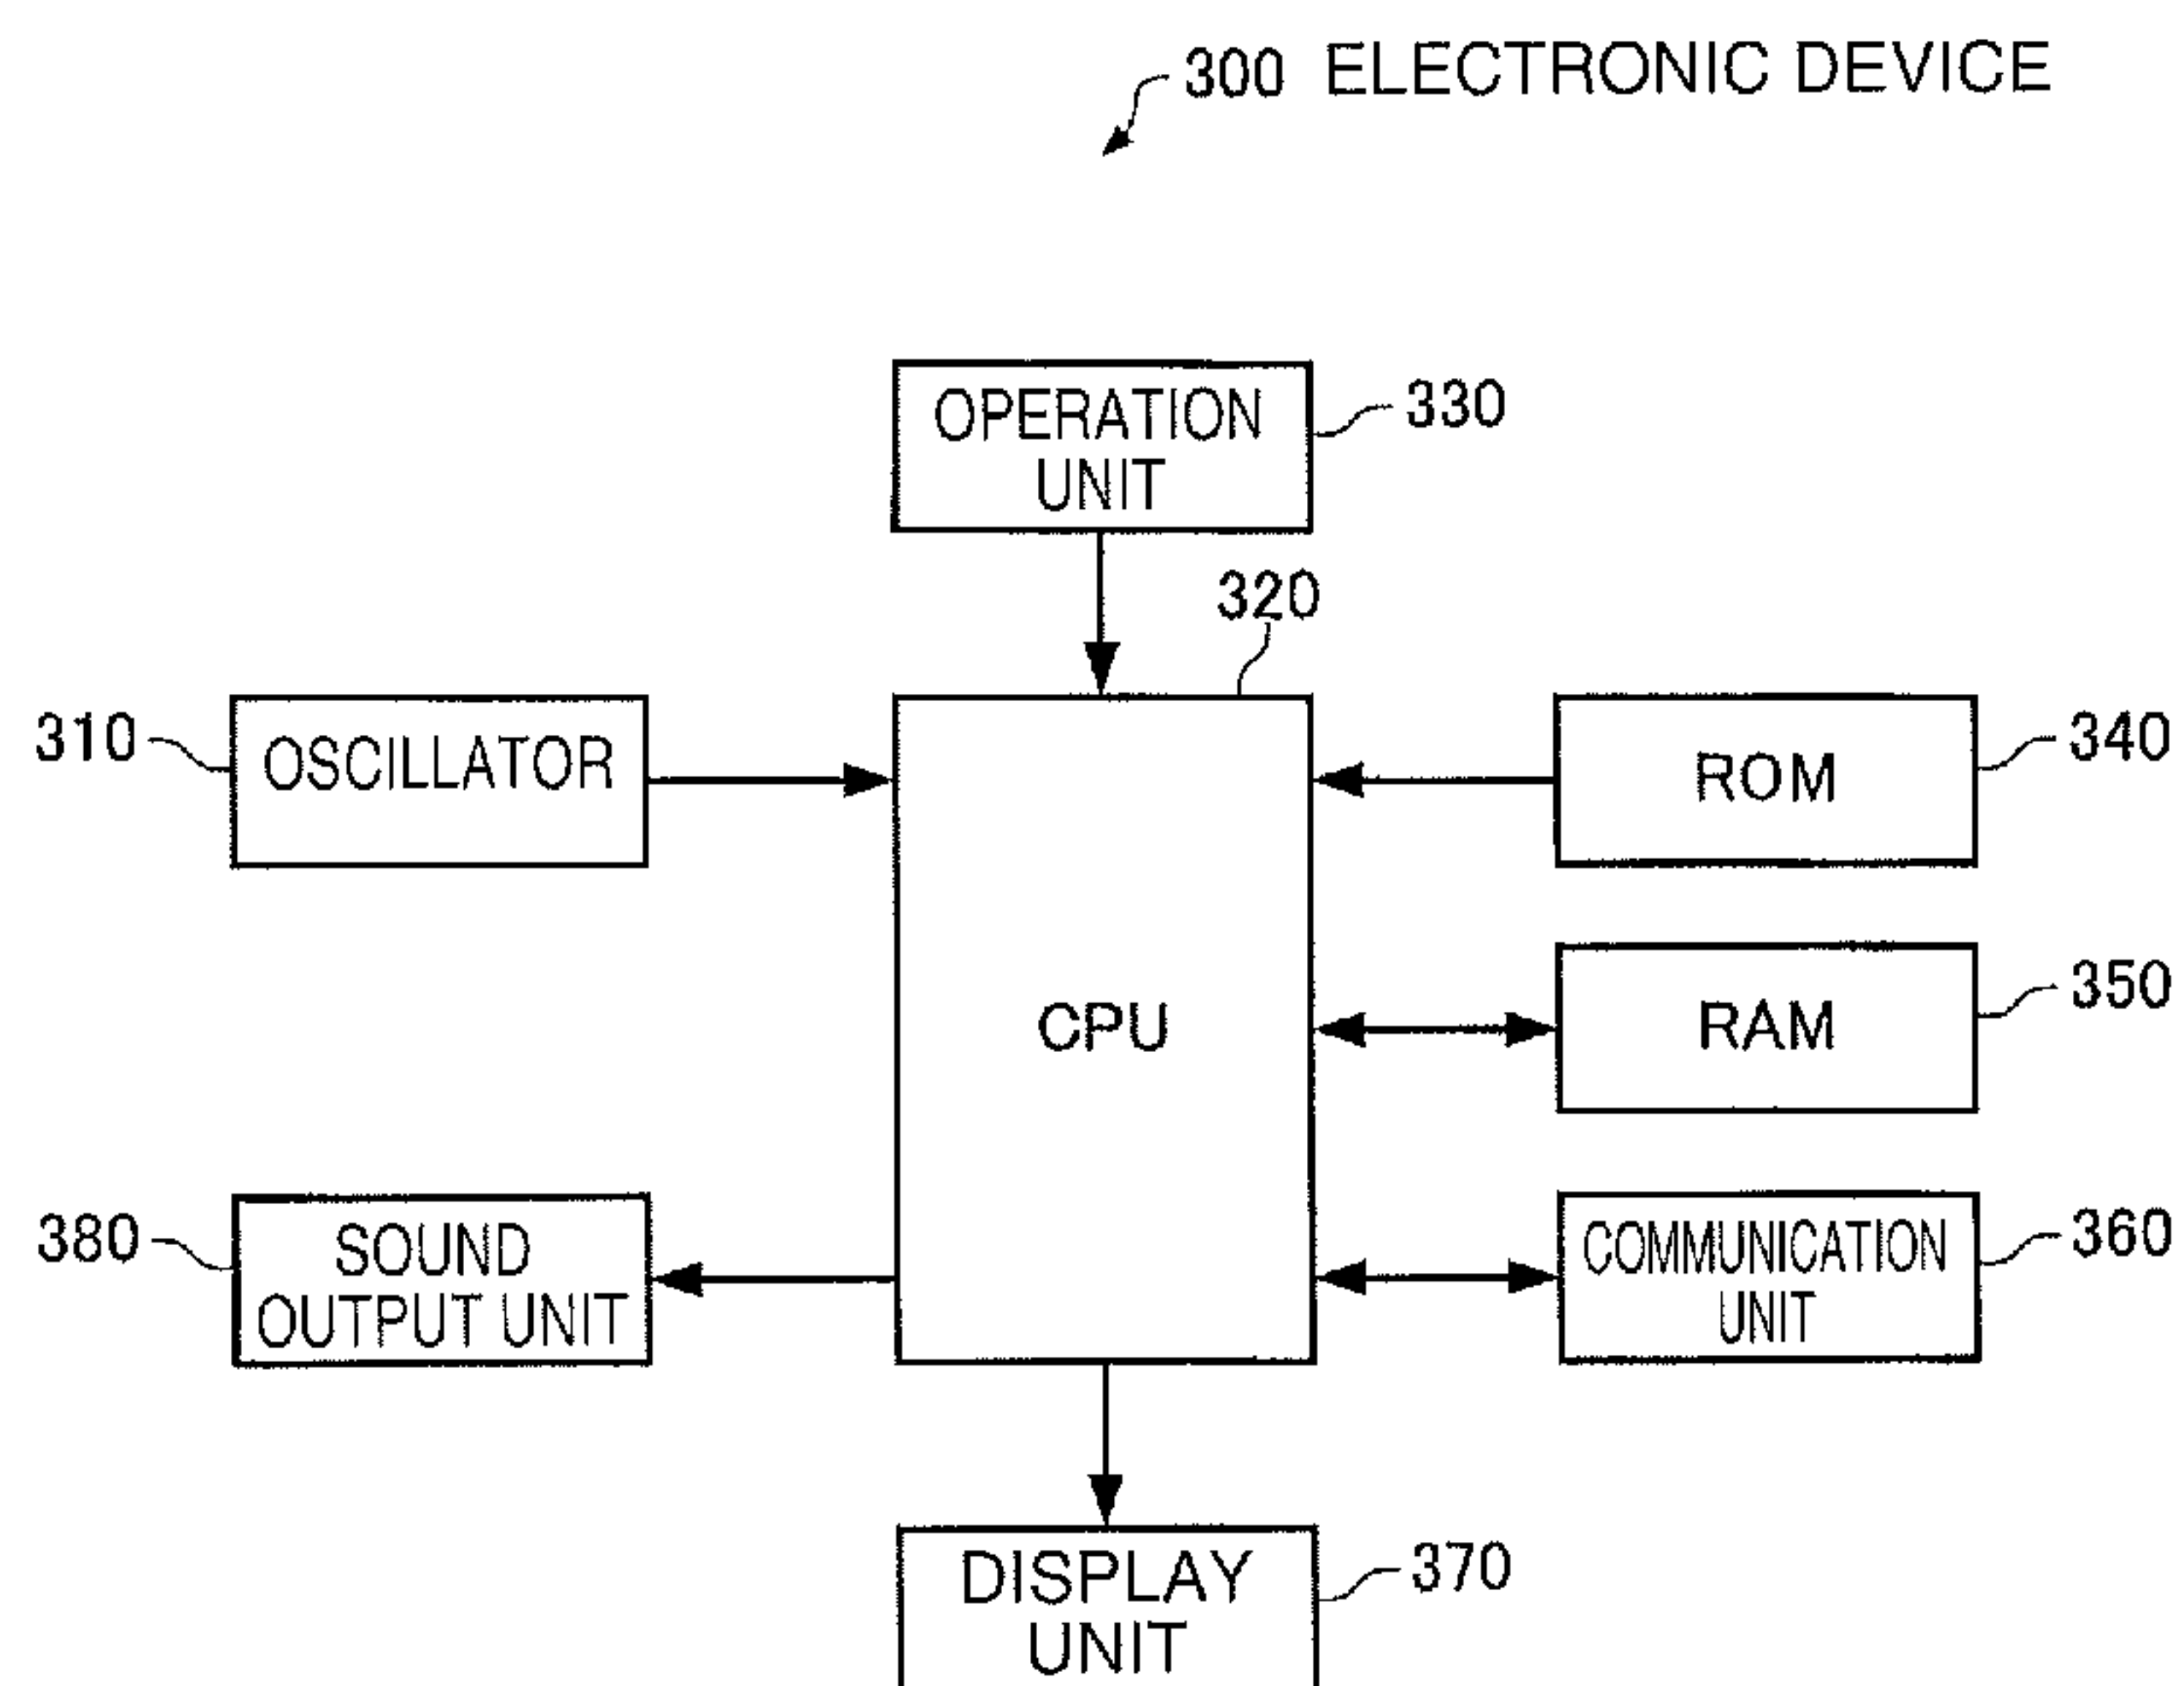 300 ELECTRONIC DEVICE
OPERATION
UNIT
330
320
310
OSCILLATOR
ROM
340
CPU
RAM
350
380
SOUND
OUTPUT UNIT
COMMUNICATION
UNIT
360
DISPLAY
UNIT
370